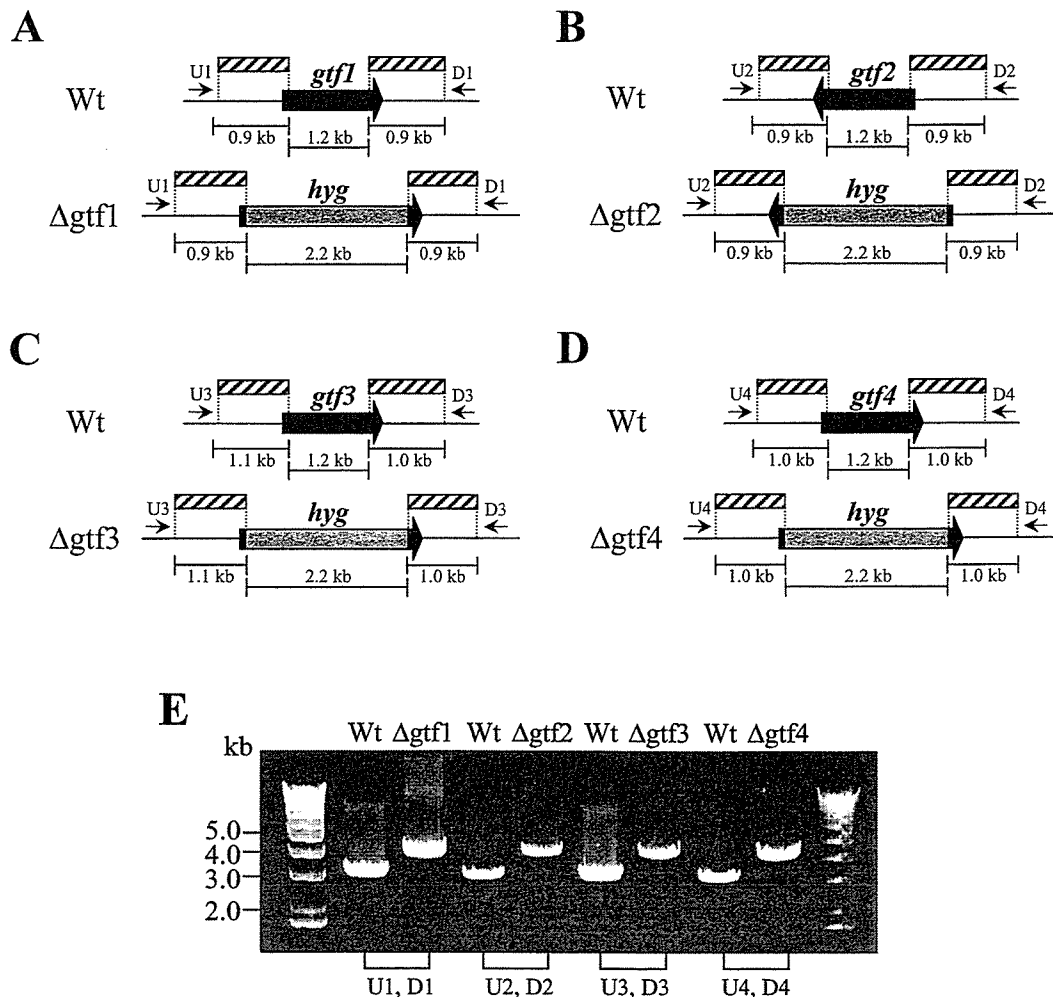 A
U1 gtf1 D1
Wt
0.9 kb 1.2 kb 0.9 kb
U1 hyg D1
Δgtf1
0.9 kb 2.2 kb 0.9 kb
B
U2 gtf2 D2
Wt
0.9 kb 1.2 kb 0.9 kb
U2 hyg D2
Δgtf2
0.9 kb 2.2 kb 0.9 kb
C
U3 gtf3 D3
Wt
1.1 kb 1.2 kb 1.0 kb
U3 hyg D3
Δgtf3
1.1 kb 2.2 kb 1.0 kb
D
U4 gtf4 D4
Wt
1.0 kb 1.2 kb 1.0 kb
U4 hyg D4
Δgtf4
1.0 kb 2.2 kb 1.0 kb
E
Wt Δgtf1 Wt Δgtf2 Wt Δgtf3 Wt Δgtf4
kb
5.0
4.0
3.0
2.0
U1, D1 U2, D2 U3, D3 U4, D4